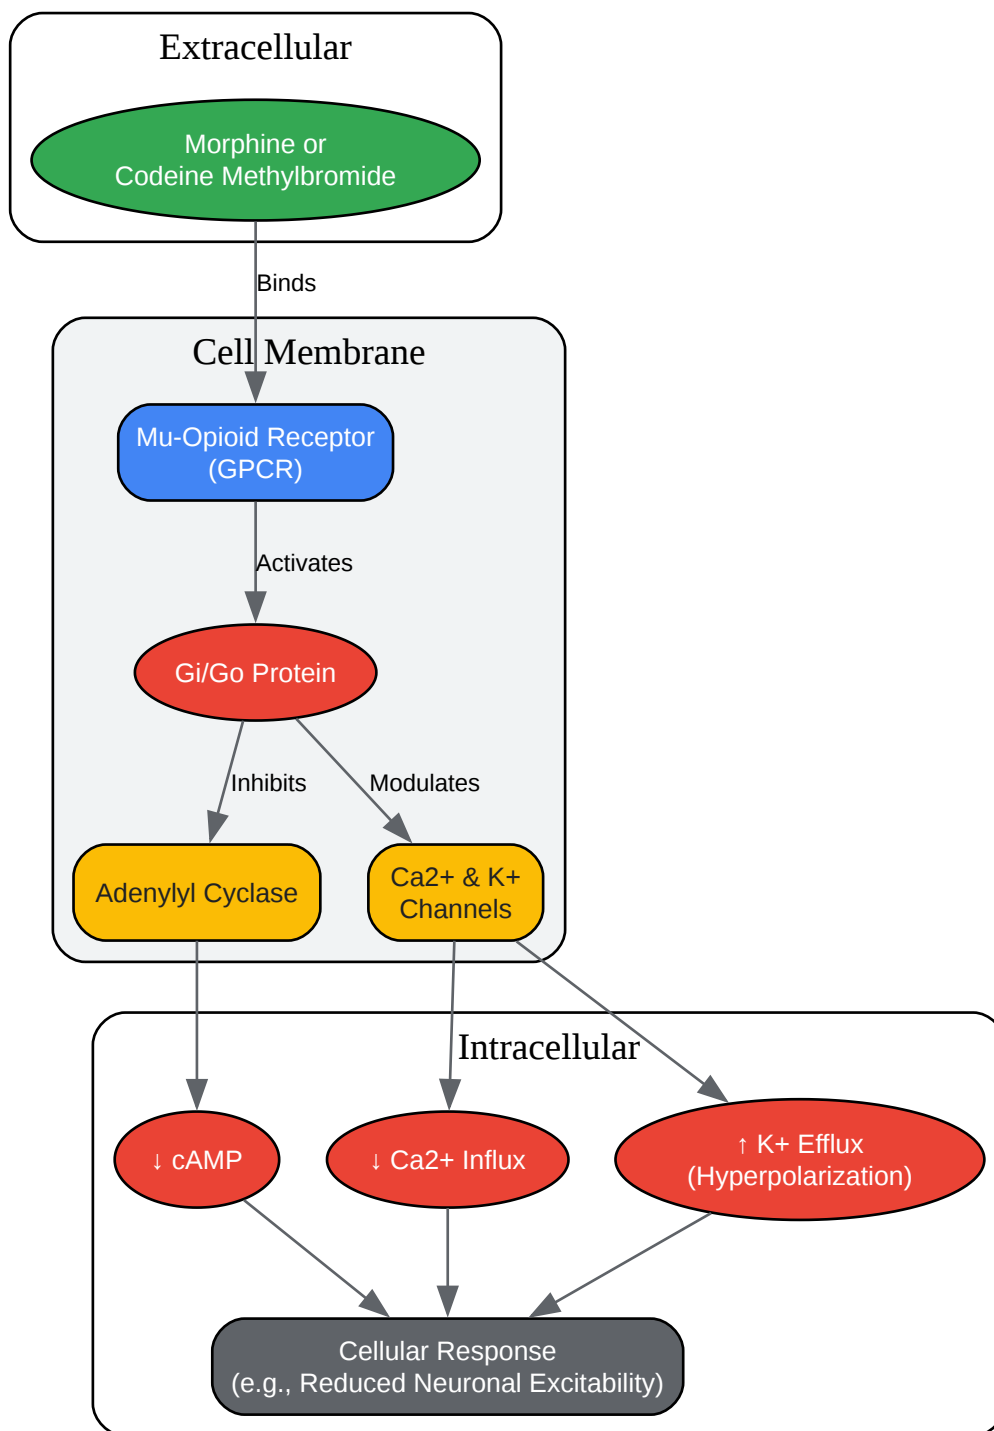 Extracellular
Morphine or
Codeine Methylbromide
Binds
Cell Membrane
Mu-Opioid Receptor
(GPCR)
Activates
Gi/Go Protein
Inhibits
Modulates
Adenylyl Cyclase
Ca2+ & K+
Channels
Intracellular
↓ cAMP
↓ Ca2+ Influx
↑ K+ Efflux
(Hyperpolarization)
Cellular Response
(e.g., Reduced Neuronal Excitability)